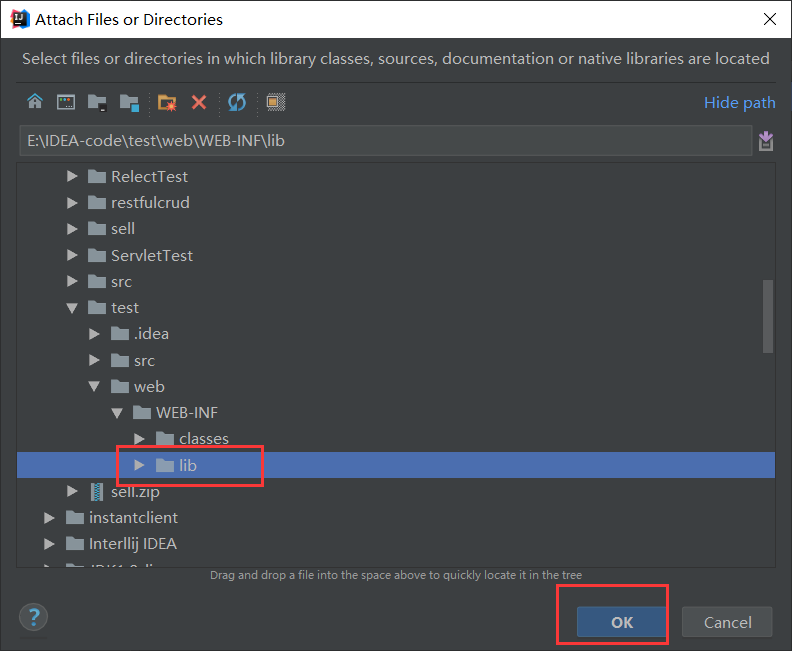 Attach Files or Directories
Select files or directories in which library classes, sources, documentation or native libraries are located
Hide path
E:\IDEA-code\test\web\WEB-INF\lib
RelectTest
restfulcrud
sell
ServletTest
src
test
.idea
src
web
WEB-INF
classes
lib
sell.zip
instantclient
Interllij IDEA
Drag and drop a file into the space above to quickly locate it in the tree
?
OK
Cancel